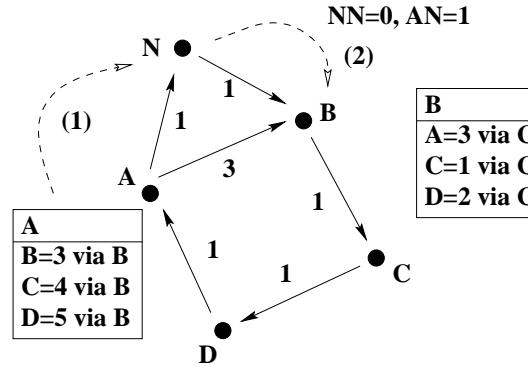 NN=0, AN=1
N
(2)
1
B
(1)
1
3
A
B
A=3 via C
C=1 via C
D=2 via C
1
A
B=3 via B
C=4 via B
D=5 via B
1
1
C
D